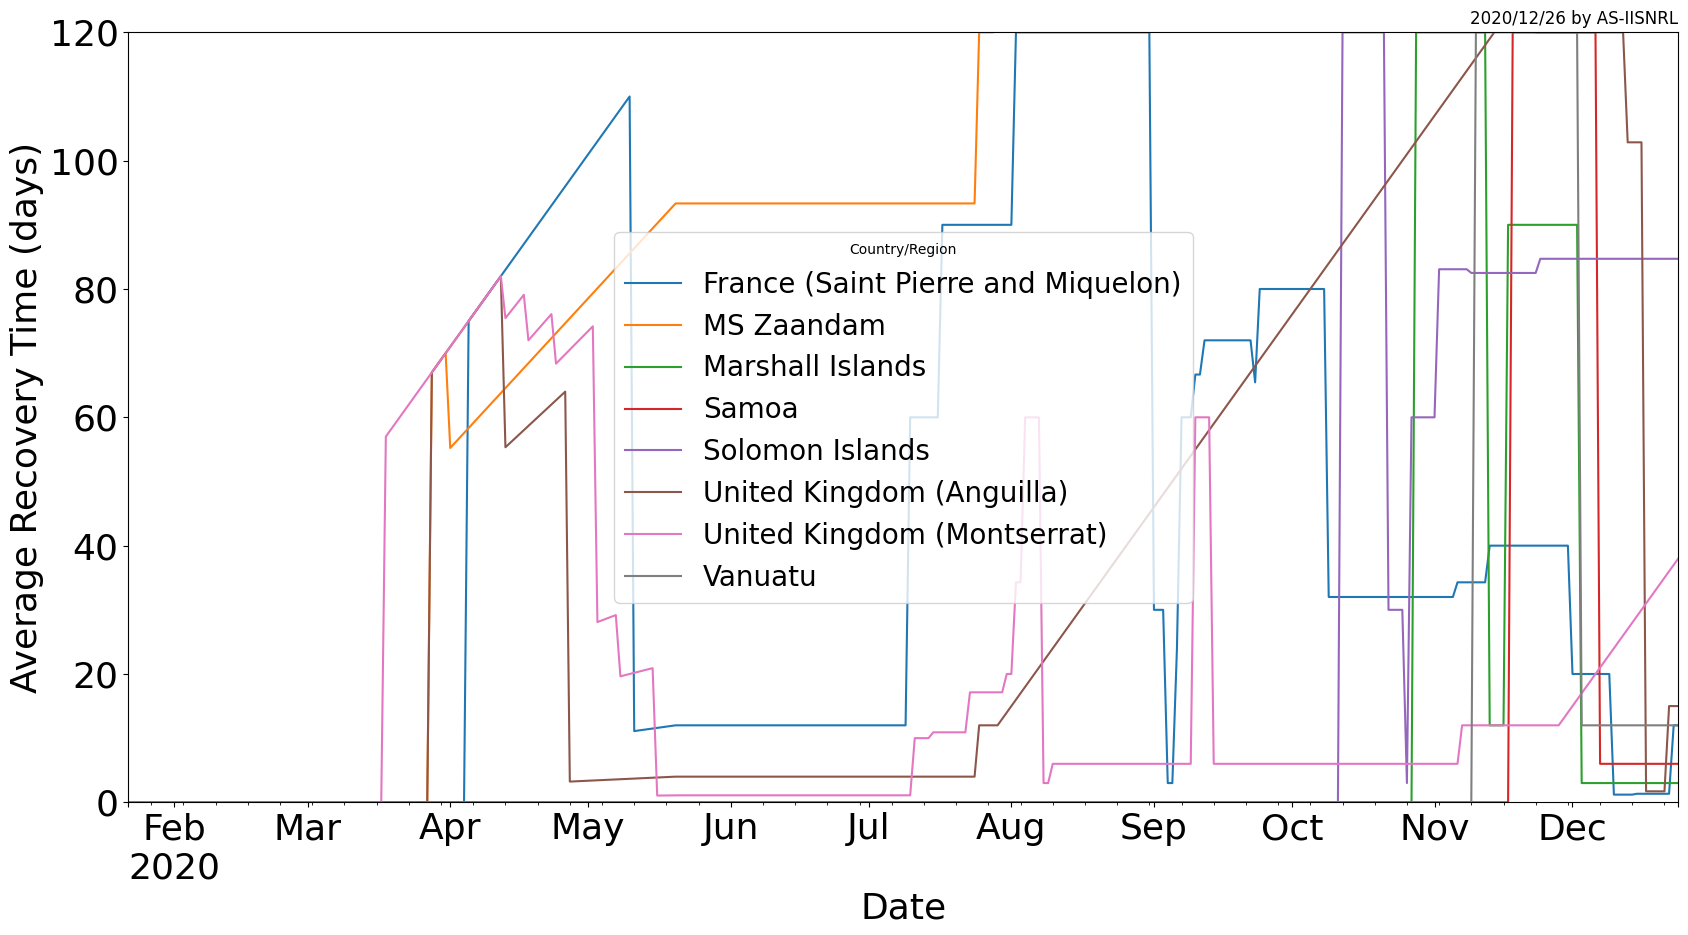 2020/12/26 by AS-IISNRL
120
100
80
60
40
20
0
Average Recovery Time (days)
Country/Region
France (Saint Pierre and Miquelon)
MS Zaandam
Marshall Islands
Samoa
Solomon Islands
United Kingdom (Anguilla)
United Kingdom (Montserrat)
Vanuatu
Feb Mar Apr May Jun Jul Aug Sep Oct Nov Dec
2020
Date